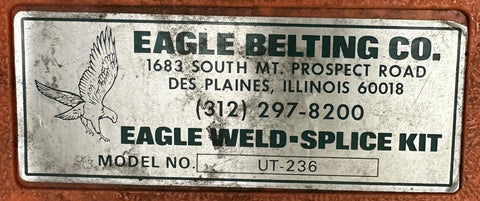 EAGLE BELTING CO.
1683 SOUTH MT. PROSPECT ROAD
DES PLAINES, ILLINOIS 60018
(312) 297-8200
EAGLE WELD-SPLICE KIT
MODEL NO. UT-236